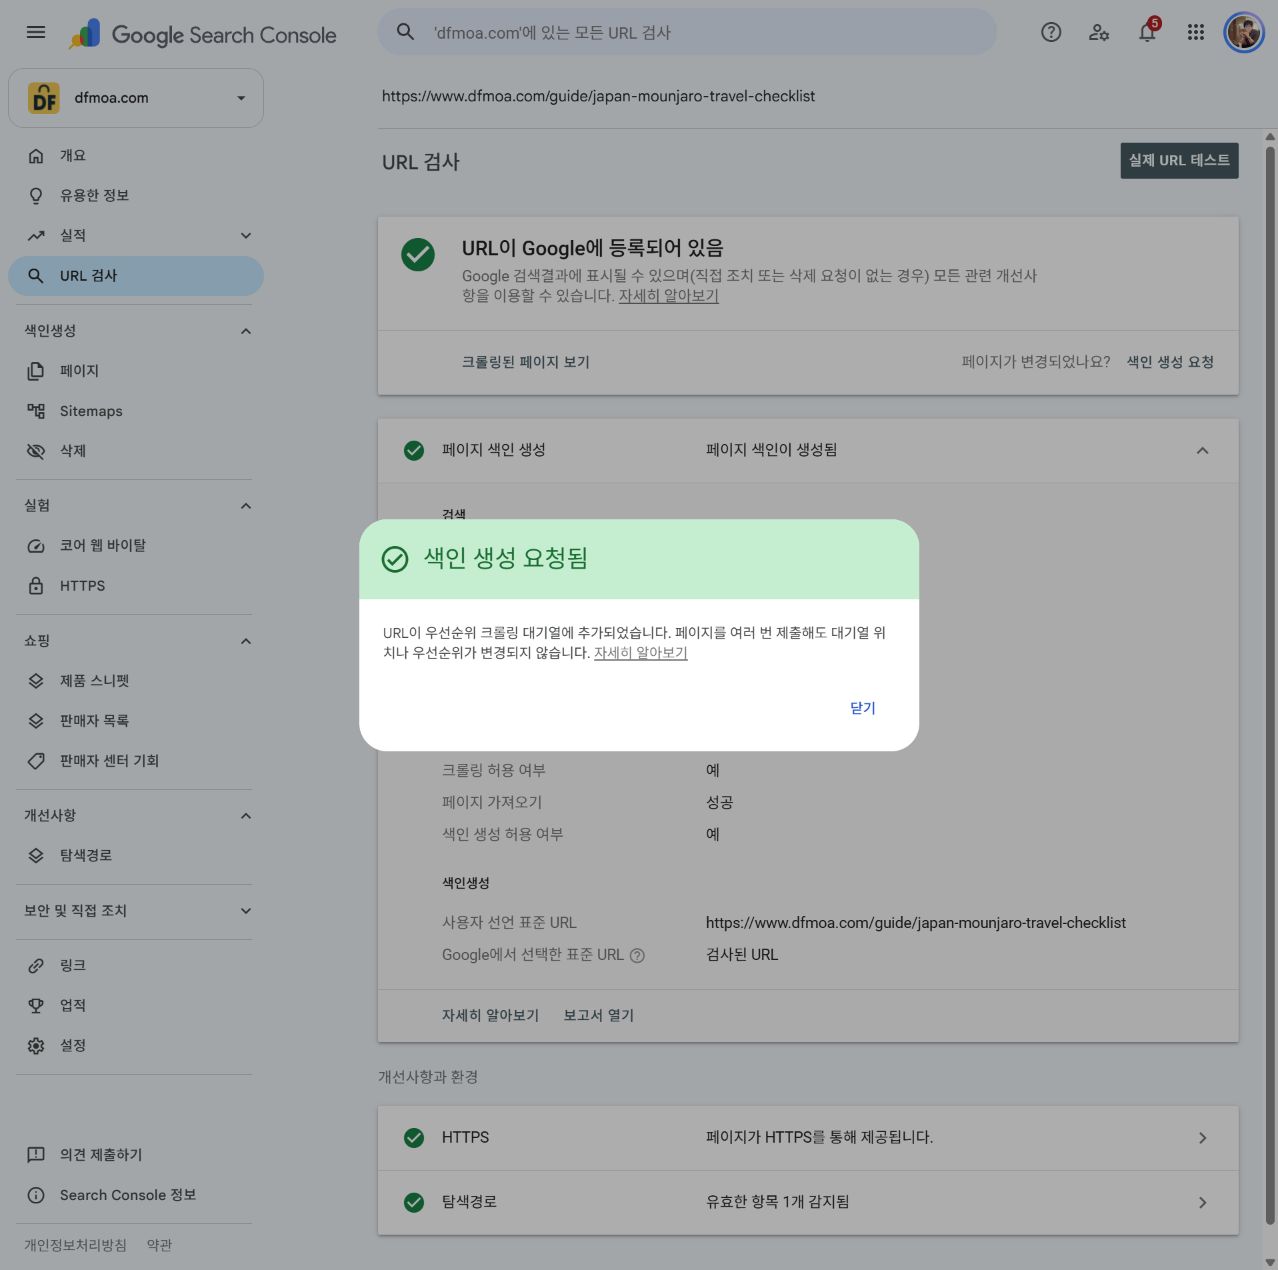 Google Search Console
'dfmoa.com'에 있는 모든 URL 검사
5
DF
dfmoa.com
https://www.dfmoa.com/guide/japan-mounjaro-travel-checklist
개요
유용한 정보
실적
URL 검사
색인생성
페이지
Sitemaps
삭제
실험
코어 웹 바이탈
HTTPS
쇼핑
제품 스니펫
판매자 목록
판매자 센터 기회
개선사항
탐색경로
보안 및 직접 조치
링크
업적
설정
의견 제출하기
Search Console 정보
개인정보처리방침 약관
URL 검사
실제 URL 테스트
URL이 Google에 등록되어 있음
Google 검색결과에 표시될 수 있으며(직접 조치 또는 삭제 요청이 없는 경우) 모든 관련 개선사
항을 이용할 수 있습니다. 자세히 알아보기
크롤링된 페이지 보기
페이지가 변경되었나요? 색인 생성 요청
페이지 색인 생성 페이지 색인이 생성됨
검색
색인 생성 요청됨
URL이 우선순위 크롤링 대기열에 추가되었습니다. 페이지를 여러 번 제출해도 대기열 위
치나 우선순위가 변경되지 않습니다. 자세히 알아보기
닫기
크롤링 허용 여부 예
페이지 가져오기 성공
색인 생성 허용 여부 예
색인생성
사용자 선언 표준 URL https://www.dfmoa.com/guide/japan-mounjaro-travel-checklist
Google에서 선택한 표준 URL 검사된 URL
자세히 알아보기 보고서 열기
개선사항과 환경
HTTPS 페이지가 HTTPS를 통해 제공됩니다.
탐색경로 유효한 항목 1개 감지됨